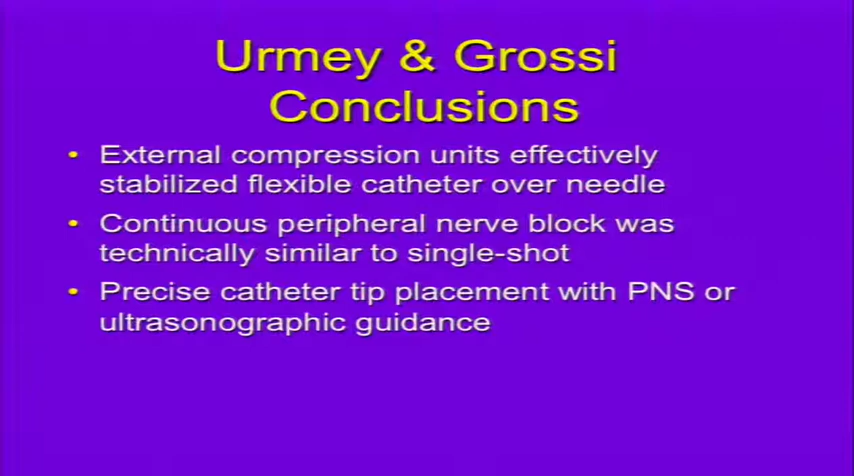 Urmey & Grossi
Conclusions
• External compression units effectively
stabilized flexible catheter over needle
• Continuous peripheral nerve block was
technically similar to single-shot
• Precise catheter tip placement with PNS or
ultrasonographic guidance